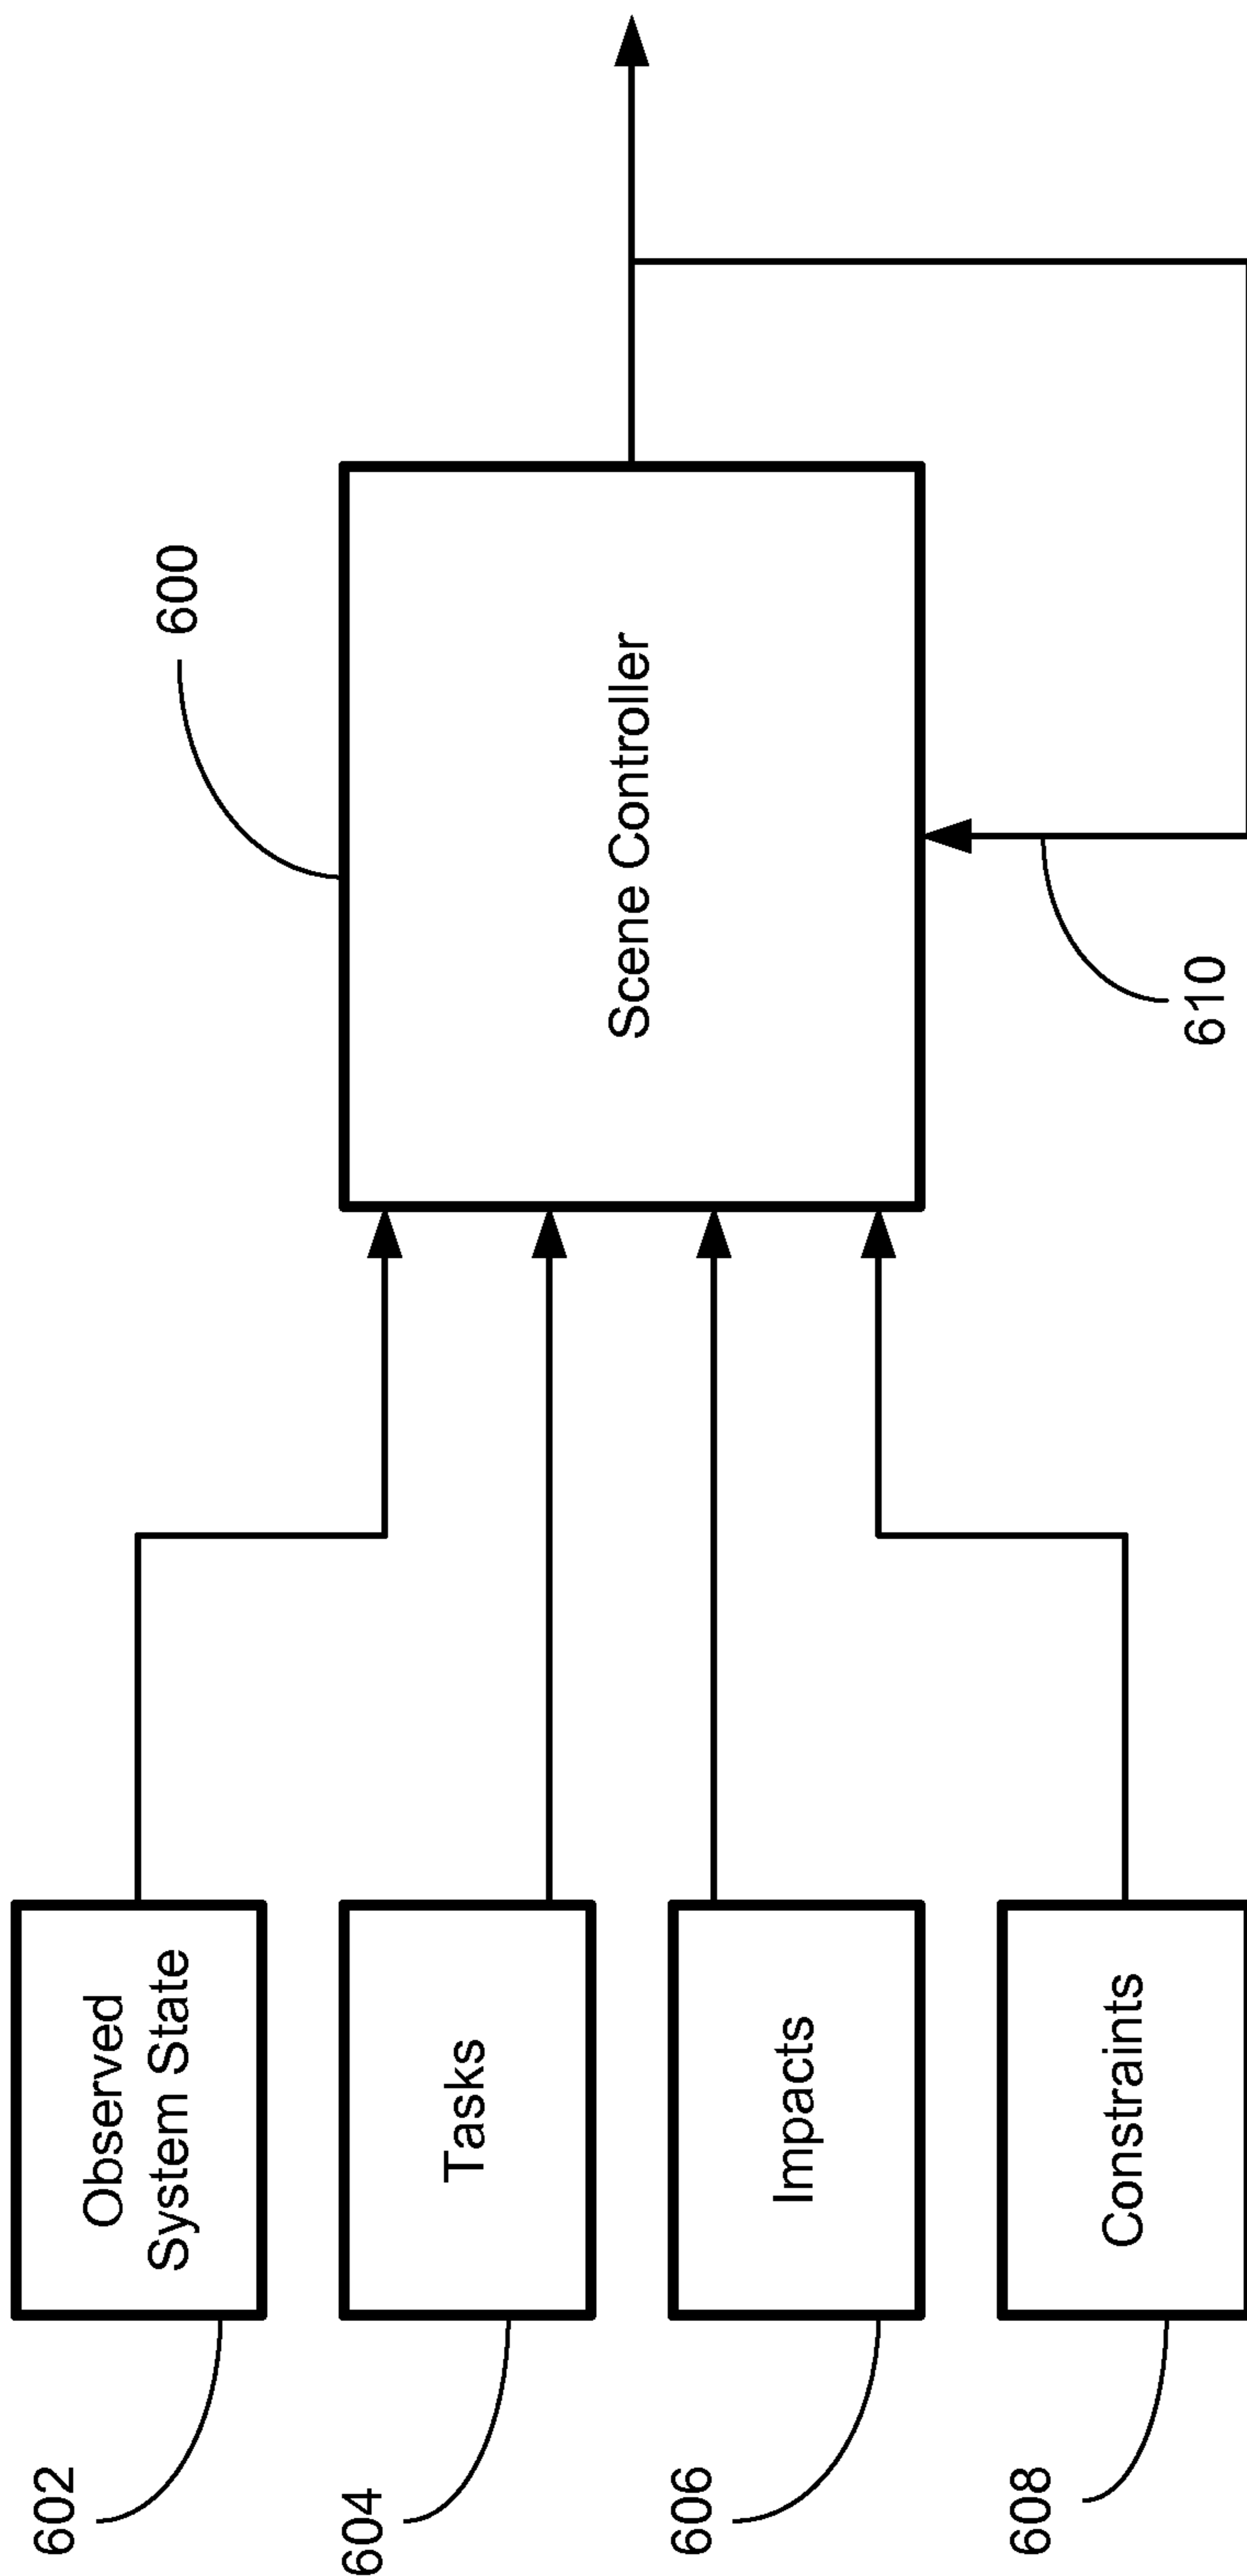 600
602
Observed
System State
604
Tasks
Scene Controller
606
Impacts
608
Constraints
610